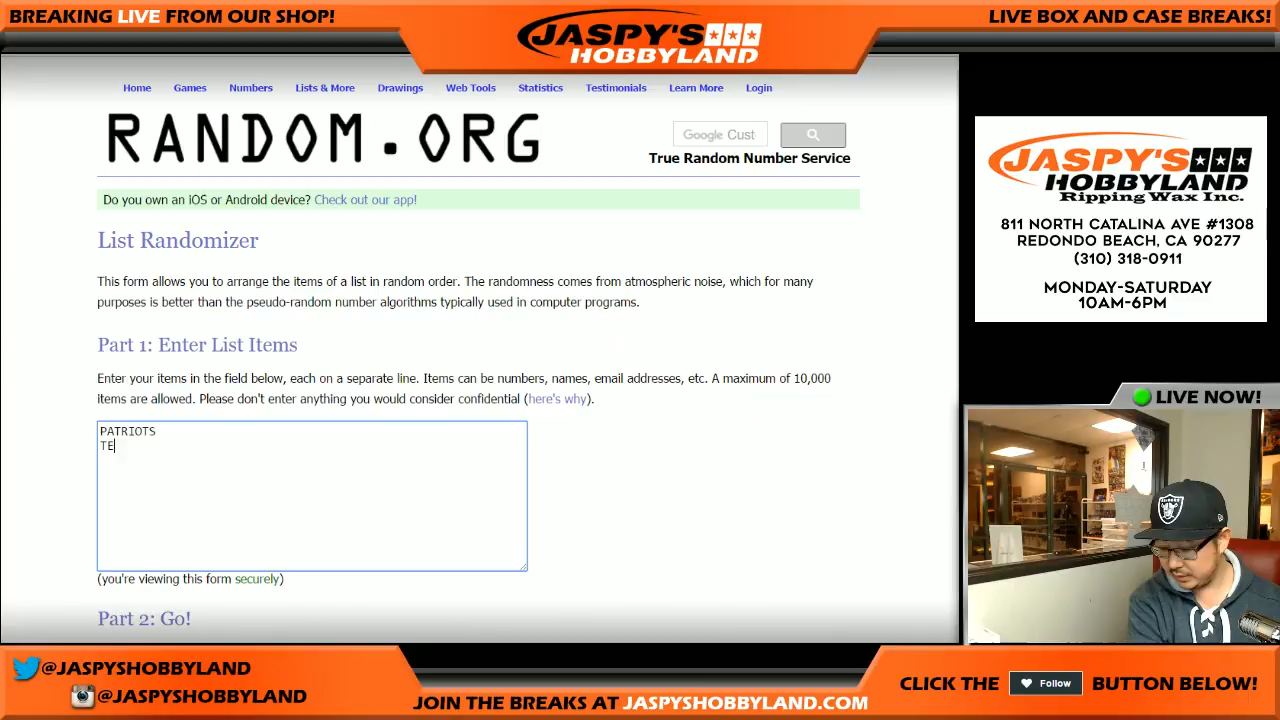 BREAKING LIVE FROM OUR SHOP!
JASPY'S
HOBBYLAND
LIVE BOX AND CASE BREAKS!
Home Games Numbers Lists & More Drawings Web Tools Statistics Testimonials Learn More Login
RANDOM.ORG
Google Cust
True Random Number Service
Do you own an iOS or Android device? Check out our app!
List Randomizer
This form allows you to arrange the items of a list in random order. The randomness comes from atmospheric noise, which for many
purposes is better than the pseudo-random number algorithms typically used in computer programs.
Part 1: Enter List Items
Enter your items in the field below, each on a separate line. Items can be numbers, names, email addresses, etc. A maximum of 10,000
items are allowed. Please don't enter anything you would consider confidential (here's why).
PATRIOTS
TE
(you're viewing this form securely)
Part 2: Go!
JASPY'S
HOBBYLAND
Ripping Wax Inc.
811 NORTH CATALINA AVE #1308
REDONDO BEACH, CA 90277
(310) 318-0911
MONDAY-SATURDAY
10AM-6PM
LIVE NOW!
@JASPYSHOBBYLAND
@JASPYSHOBBYLAND
JOIN THE BREAKS AT JASPYSHOBBYLAND.COM
CLICK THE Follow BUTTON BELOW!